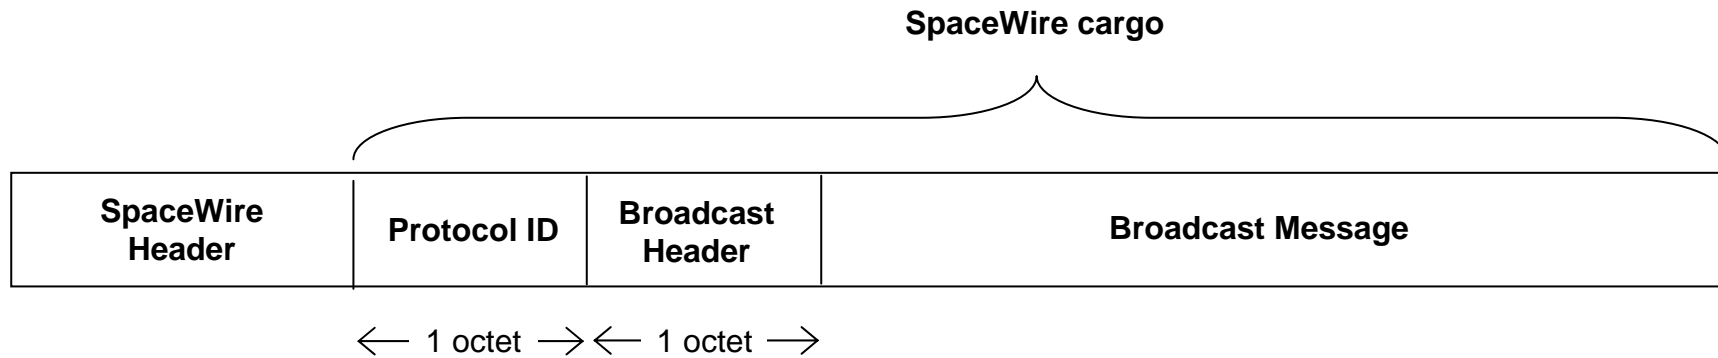 SpaceWire cargo
SpaceWire
Header
Protocol ID
Broadcast
Header
Broadcast Message
1 octet
1 octet